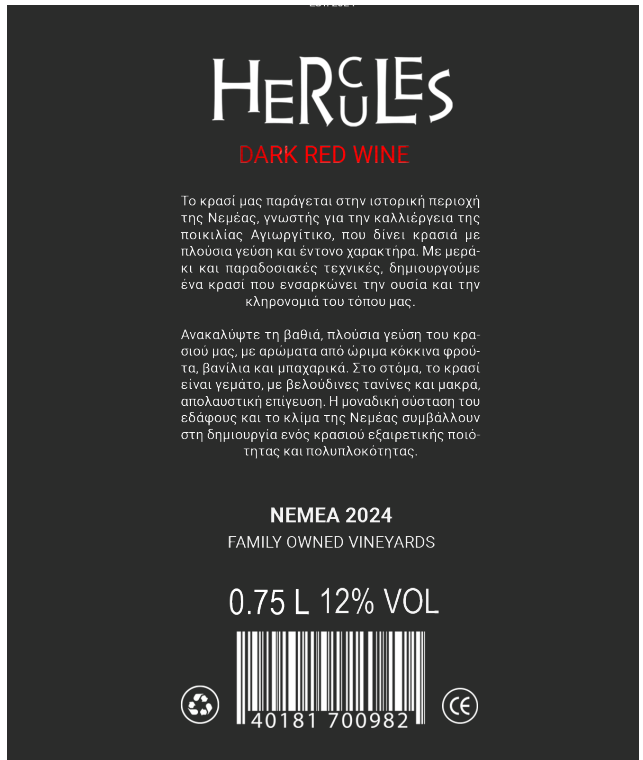 HERCULES
DARK RED WINE
Το κρασί μας παράγεται στην ιστορική περιοχή
της Νεμέας, γνωστής για την καλλιέργεια της
ποικιλίας Αγιωργίτικο, που δίνει κρασιά με
πλούσια γεύση και έντονο χαρακτήρα. Με μερά-
κι και παραδοσιακές τεχνικές, δημιουργούμε
ένα κρασί που ενσαρκώνει την ουσία και την
κληρονομιά του τόπου μας.
Ανακαλύψτε τη βαθιά, πλούσια γεύση του κρα-
σιού μας, με αρώματα από ώριμα κόκκινα φρού-
τα, βανίλια και μπαχαρικά. Στο στόμα, το κρασί
είναι γεμάτο, με βελούδινες τανίνες και μακρά,
απολαυστική επίγευση. Η μοναδική σύσταση του
εδάφους και το κλίμα της Νεμέας συμβάλλουν
στη δημιουργία ενός κρασιού εξαιρετικής ποιό-
τητας και πολυπλοκότητας.
NEMEA 2024
FAMILY OWNED VINEYARDS
0.75 L 12% VOL
40181 700982
CE